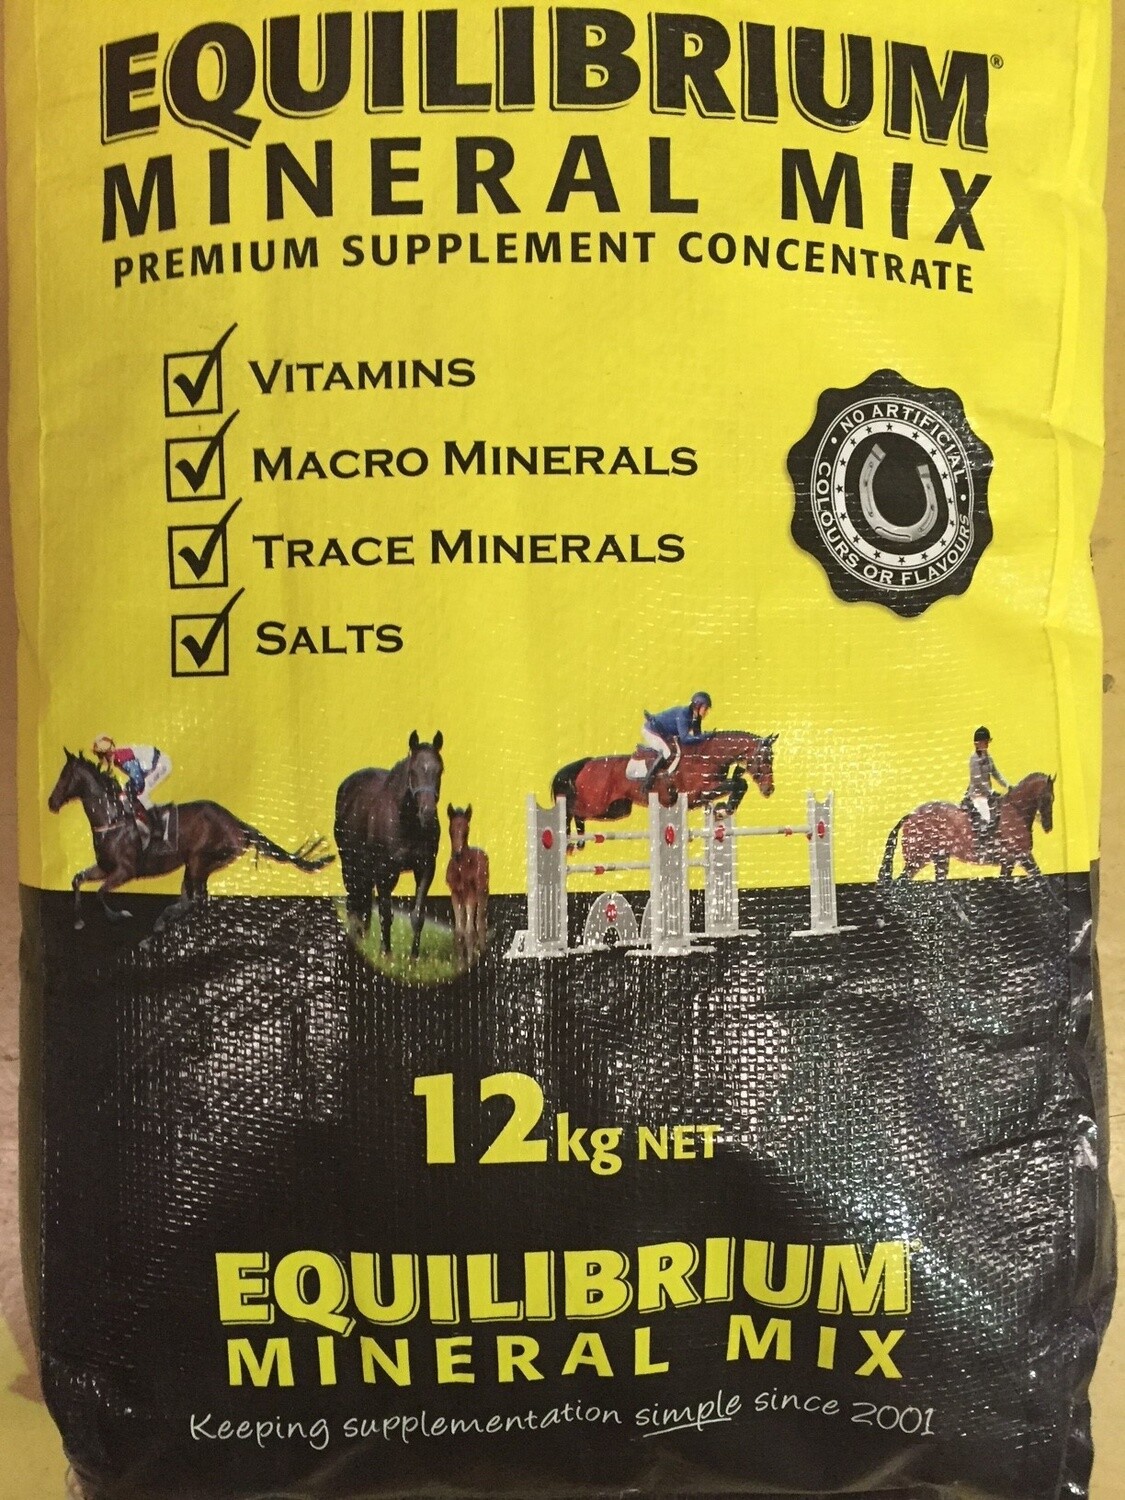 EQUILIBRIUM®
MINERAL MIX
PREMIUM SUPPLEMENT CONCENTRATE
VITAMINS
MACRO MINERALS
TRACE MINERALS
SALTS
NO ARTIFICIAL
COLOURS OR FLAVOURS
12kg NET
EQUILIBRIUM
MINERAL MIX
Keeping supplementation simple since 2001